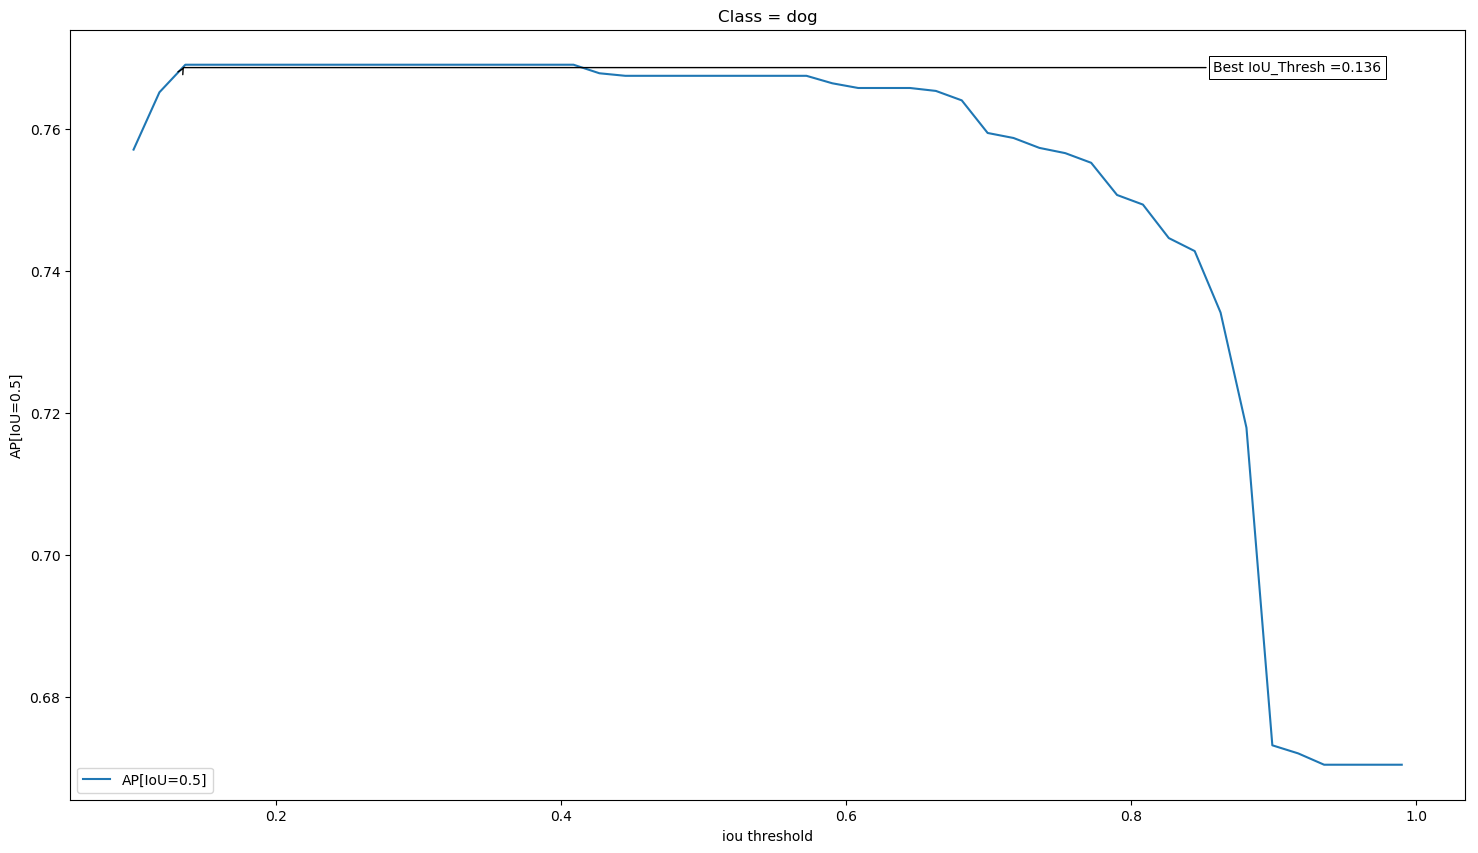 Class = dog
Best IoU_Thresh =0.136
0.76
0.74
0.72
0.70
0.68
AP[IoU=0.5]
AP[IoU=0.5]
0.2 0.4 0.6 0.8 1.0
iou threshold